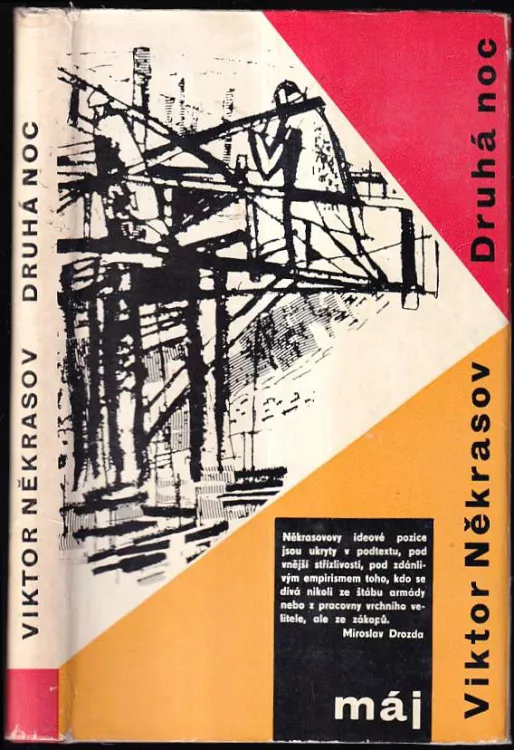 VIKTOR NĚKRASOV DRUHÁ NOC
Viktor Někrasov Druhá noc
Někrasovovy ideové pozice
jsou ukryty v podtextu, pod
vnější střízlivostí, pod zdánli-
vým empirismem toho, kdo se
dívá nikoli ze štábu armády
nebo z pracovny vrchního ve-
litele, ale ze zákopů.
Miroslav Drozda
máj